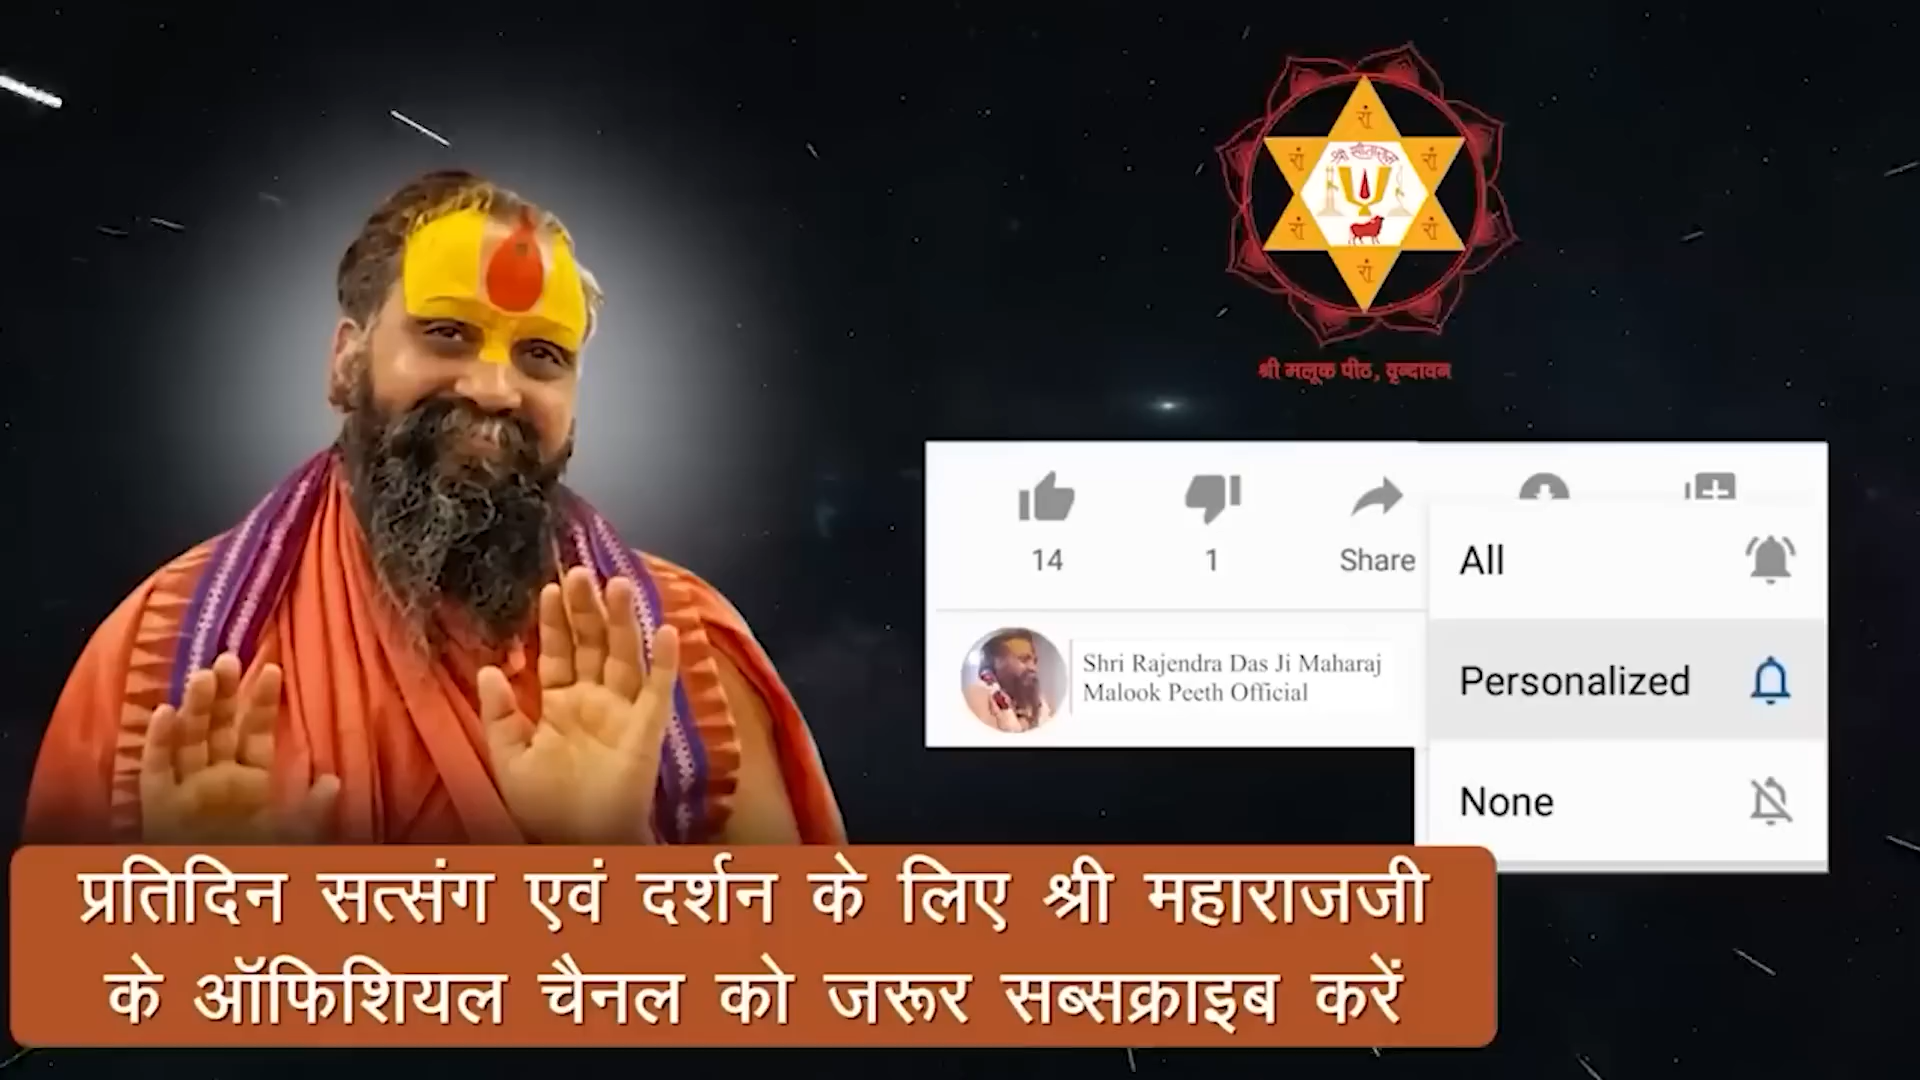 रां
रां
रां
श्री सीताराम
रां
रां
रां
श्री मलूक पीठ, वृन्दावन
14
1
Share
All
Personalized
None
Shri Rajendra Das Ji Maharaj
Malook Peeth Official
प्रतिदिन सत्संग एवं दर्शन के लिए श्री महाराजजी
के ऑफिशियल चैनल को जरूर सब्सक्राइब करें